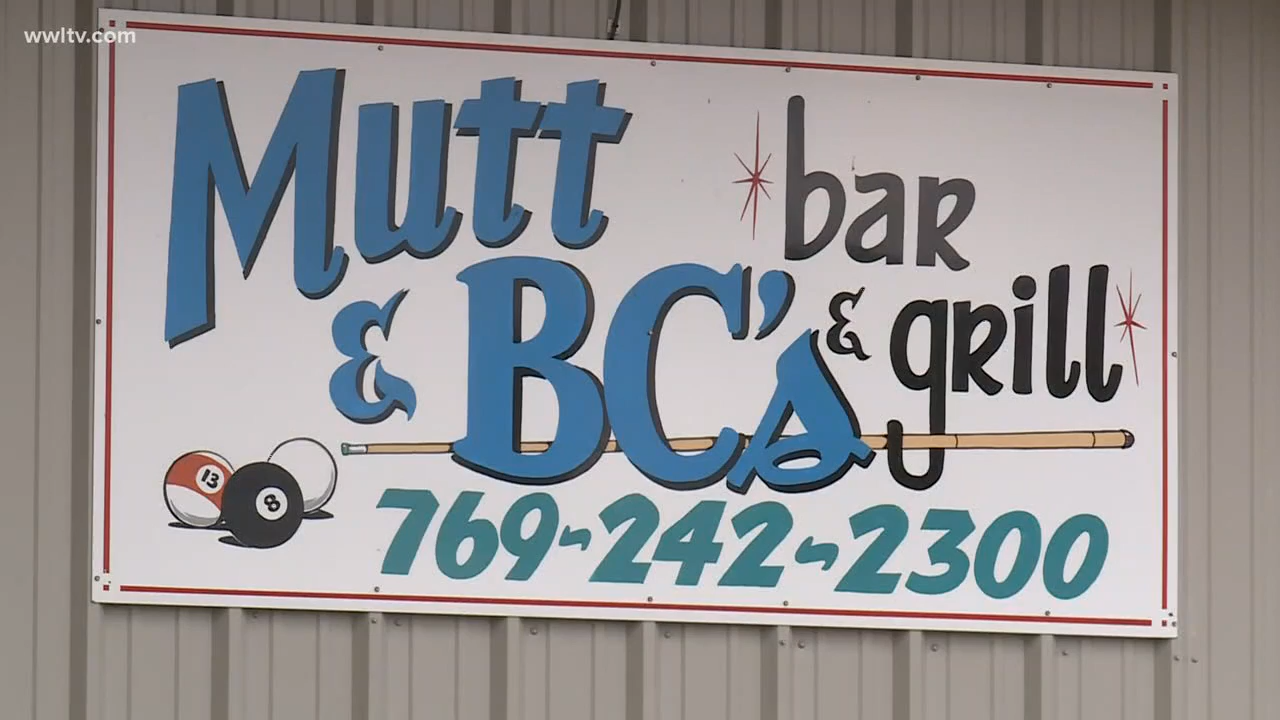 wwltv.com
Mutt
& BC's
bar
& grill
13
8
769-242-2300